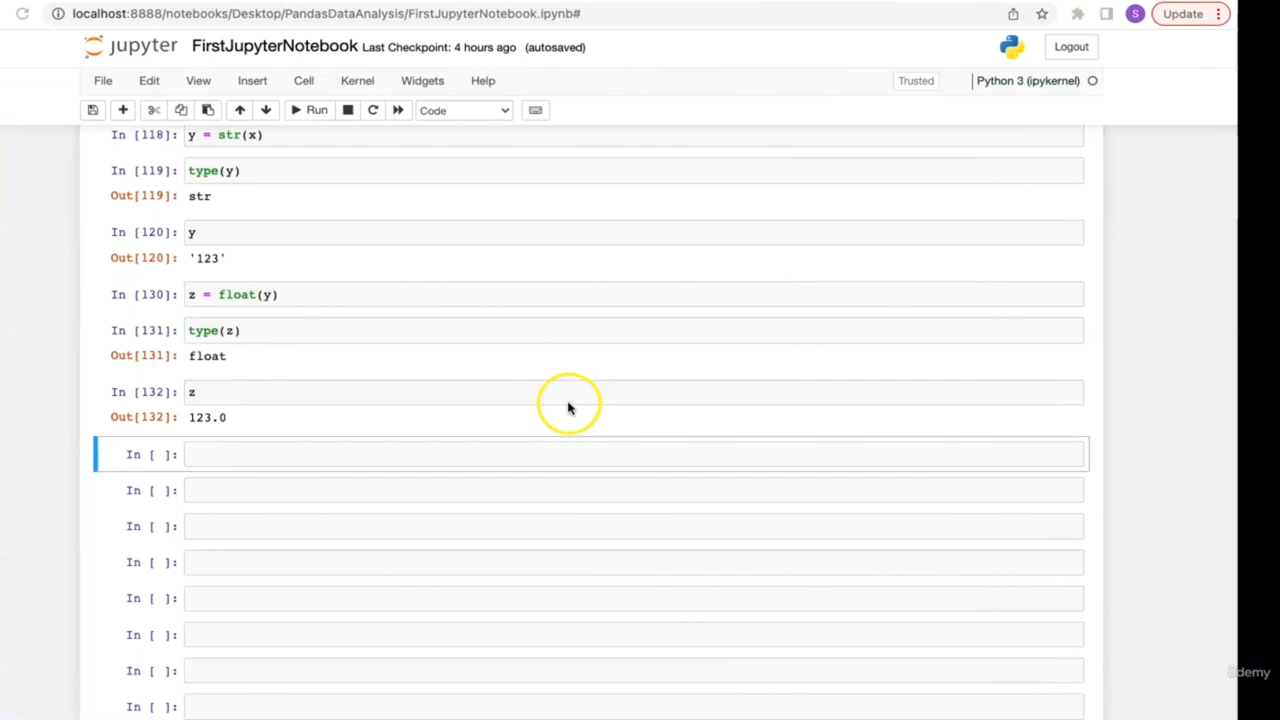 localhost:8888/notebooks/Desktop/PandasDataAnalysis/FirstJupyterNotebook.ipynb#
S
Update
jupyter FirstJupyterNotebook Last Checkpoint: 4 hours ago (autosaved)
Logout
File Edit View Insert Cell Kernel Widgets Help
Trusted
Python 3 (ipykernel)
Run
Code
In [118]: y = str(x)
In [119]: type(y)
Out[119]: str
In [120]: y
Out[120]: '123'
In [130]: z = float(y)
In [131]: type(z)
Out[131]: float
In [132]: z
Out[132]: 123.0
In [ ]:
In [ ]:
In [ ]:
In [ ]:
In [ ]:
In [ ]:
In [ ]:
In [ ]: